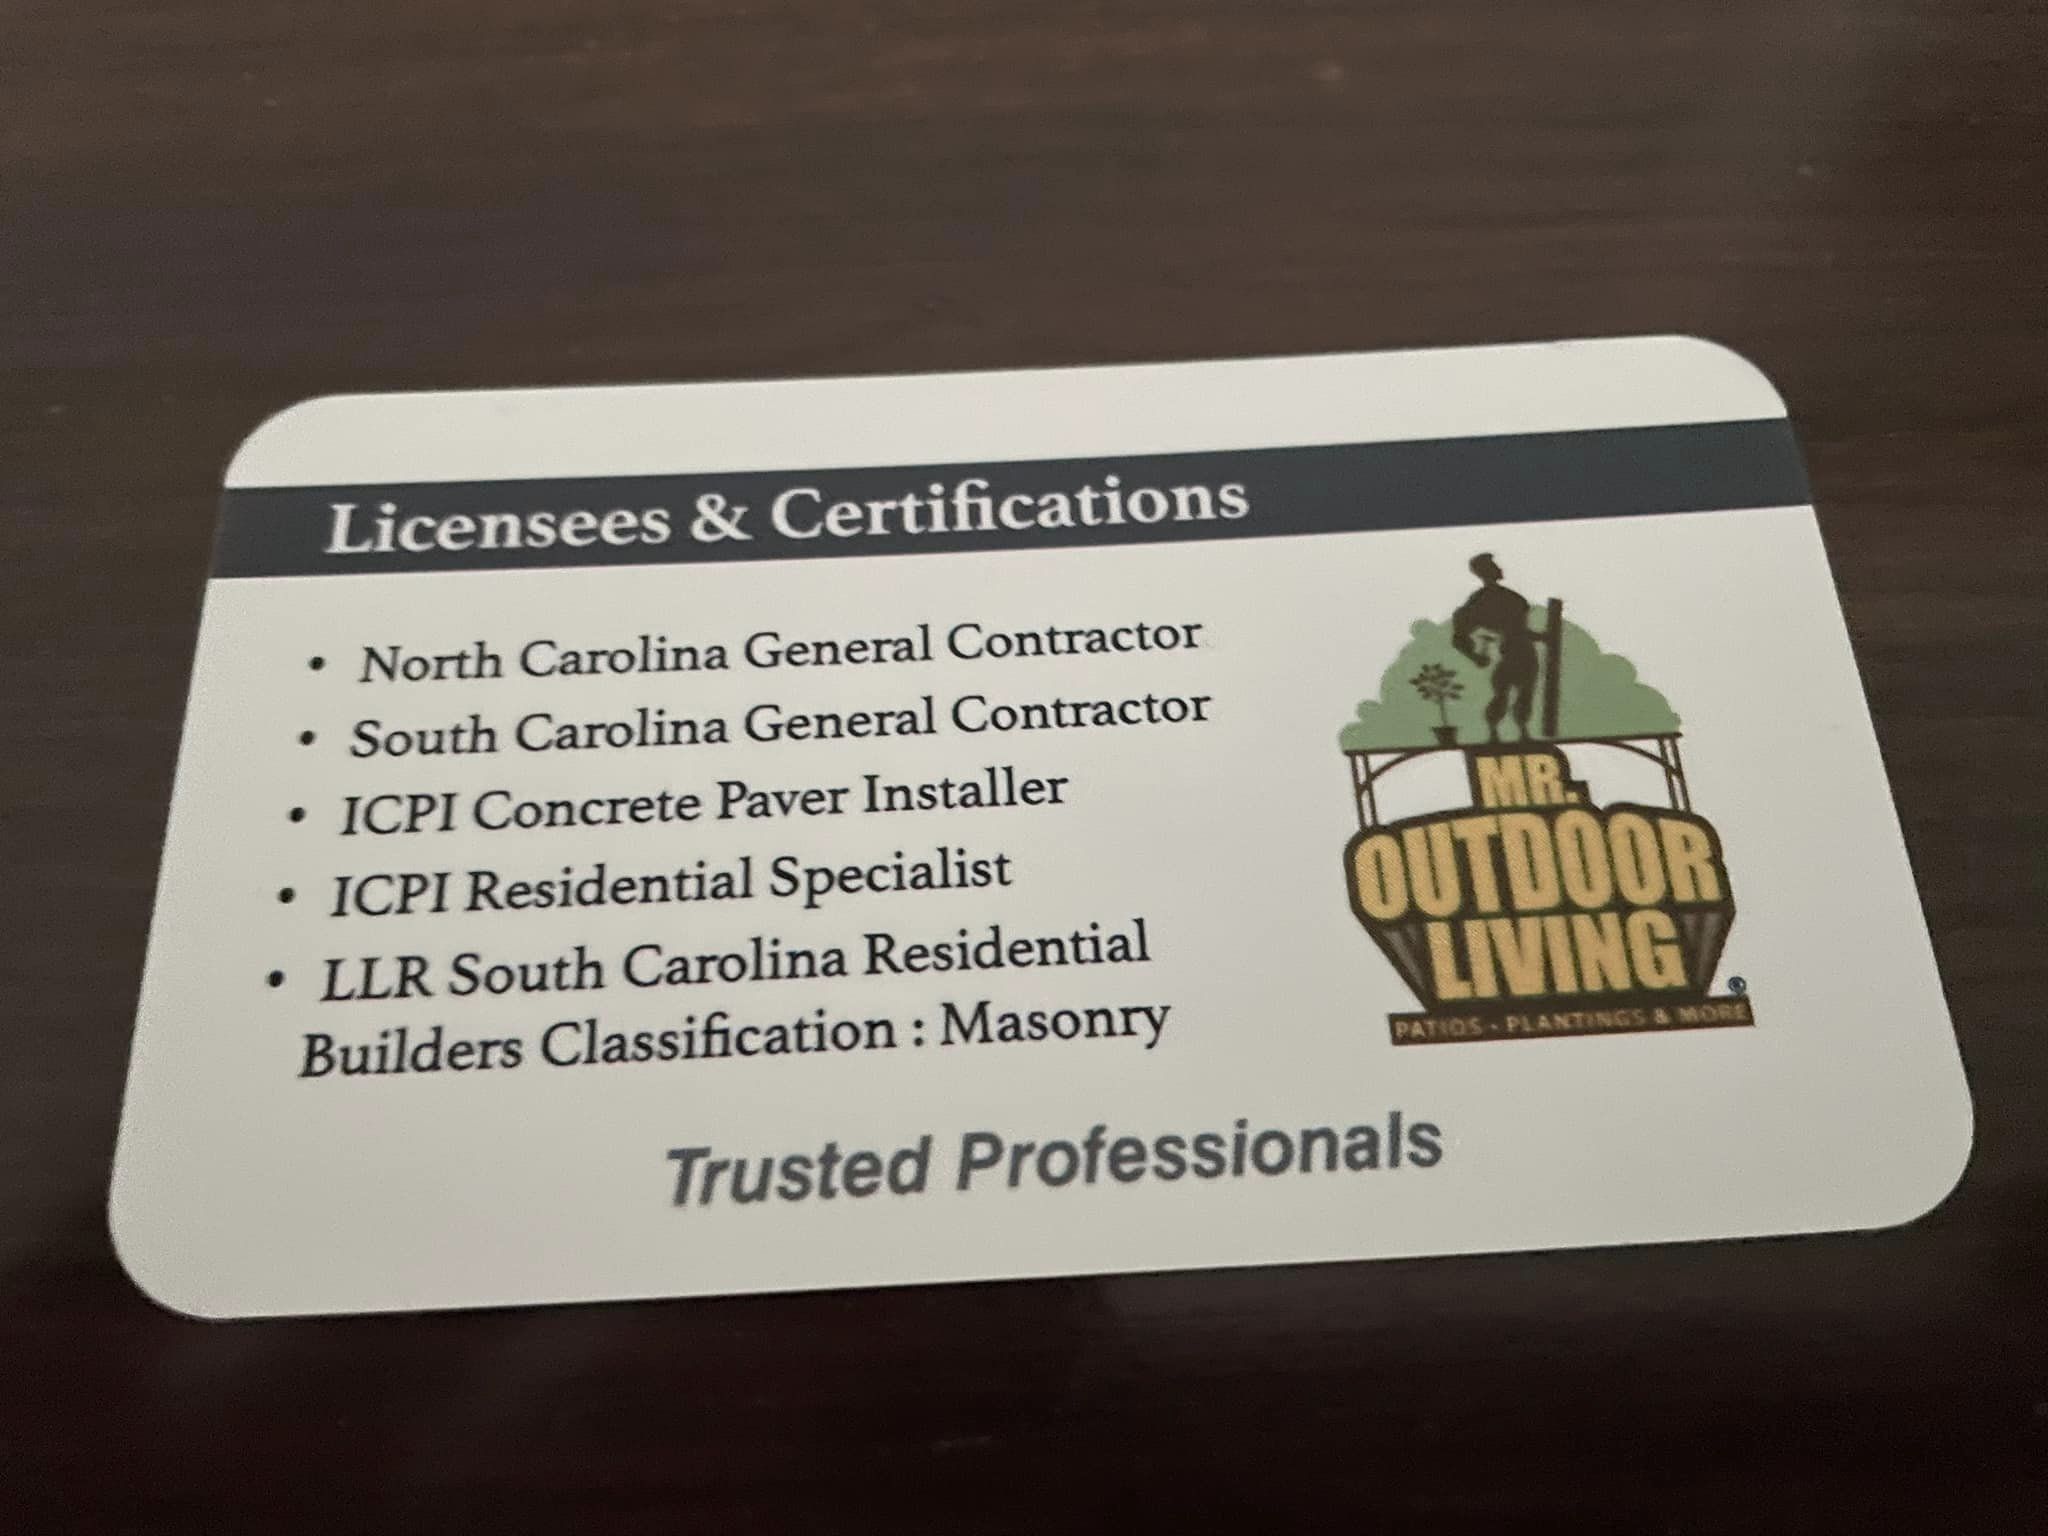 Licensees & Certifications
• North Carolina General Contractor
• South Carolina General Contractor
• ICPI Concrete Paver Installer
• ICPI Residential Specialist
• LLR South Carolina Residential
Builders Classification : Masonry
MR.
OUTDOOR
LIVING
®
PATIOS • PLANTINGS & MORE
Trusted Professionals